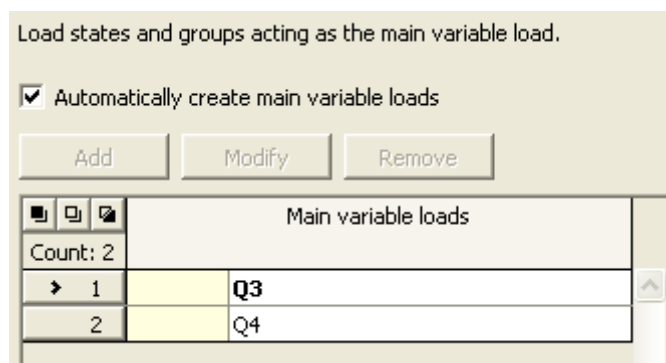 Load states and groups acting as the main variable load.
Automatically create main variable loads
Add Modify Remove
Main variable loads
Count: 2
1 Q3
2 Q4